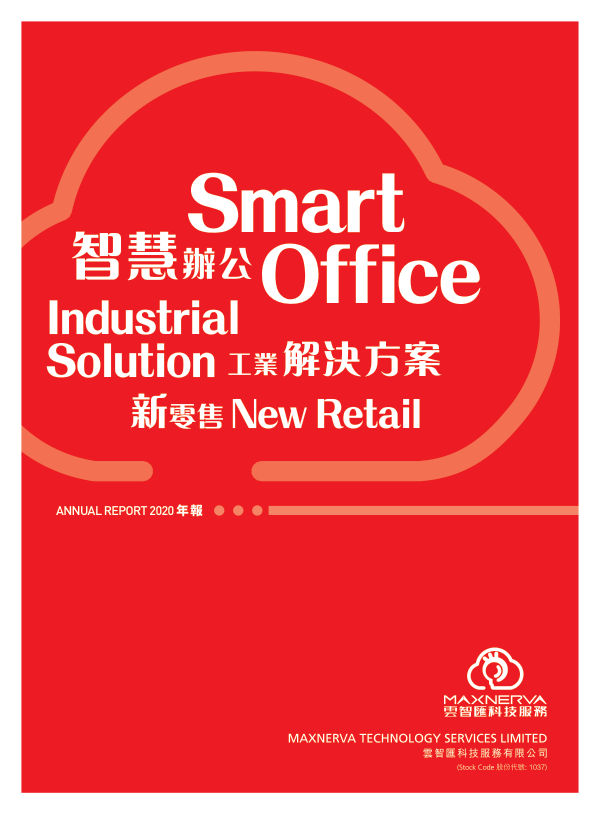 Smart
智慧辦公 Office
Industrial
Solution 工業解決方案
新零售 New Retail
ANNUAL REPORT 2020 年報
MAXNERVA
雲智匯科技服務
MAXNERVA TECHNOLOGY SERVICES LIMITED
雲智匯科技服務有限公司
(Stock Code 股份代號: 1037)